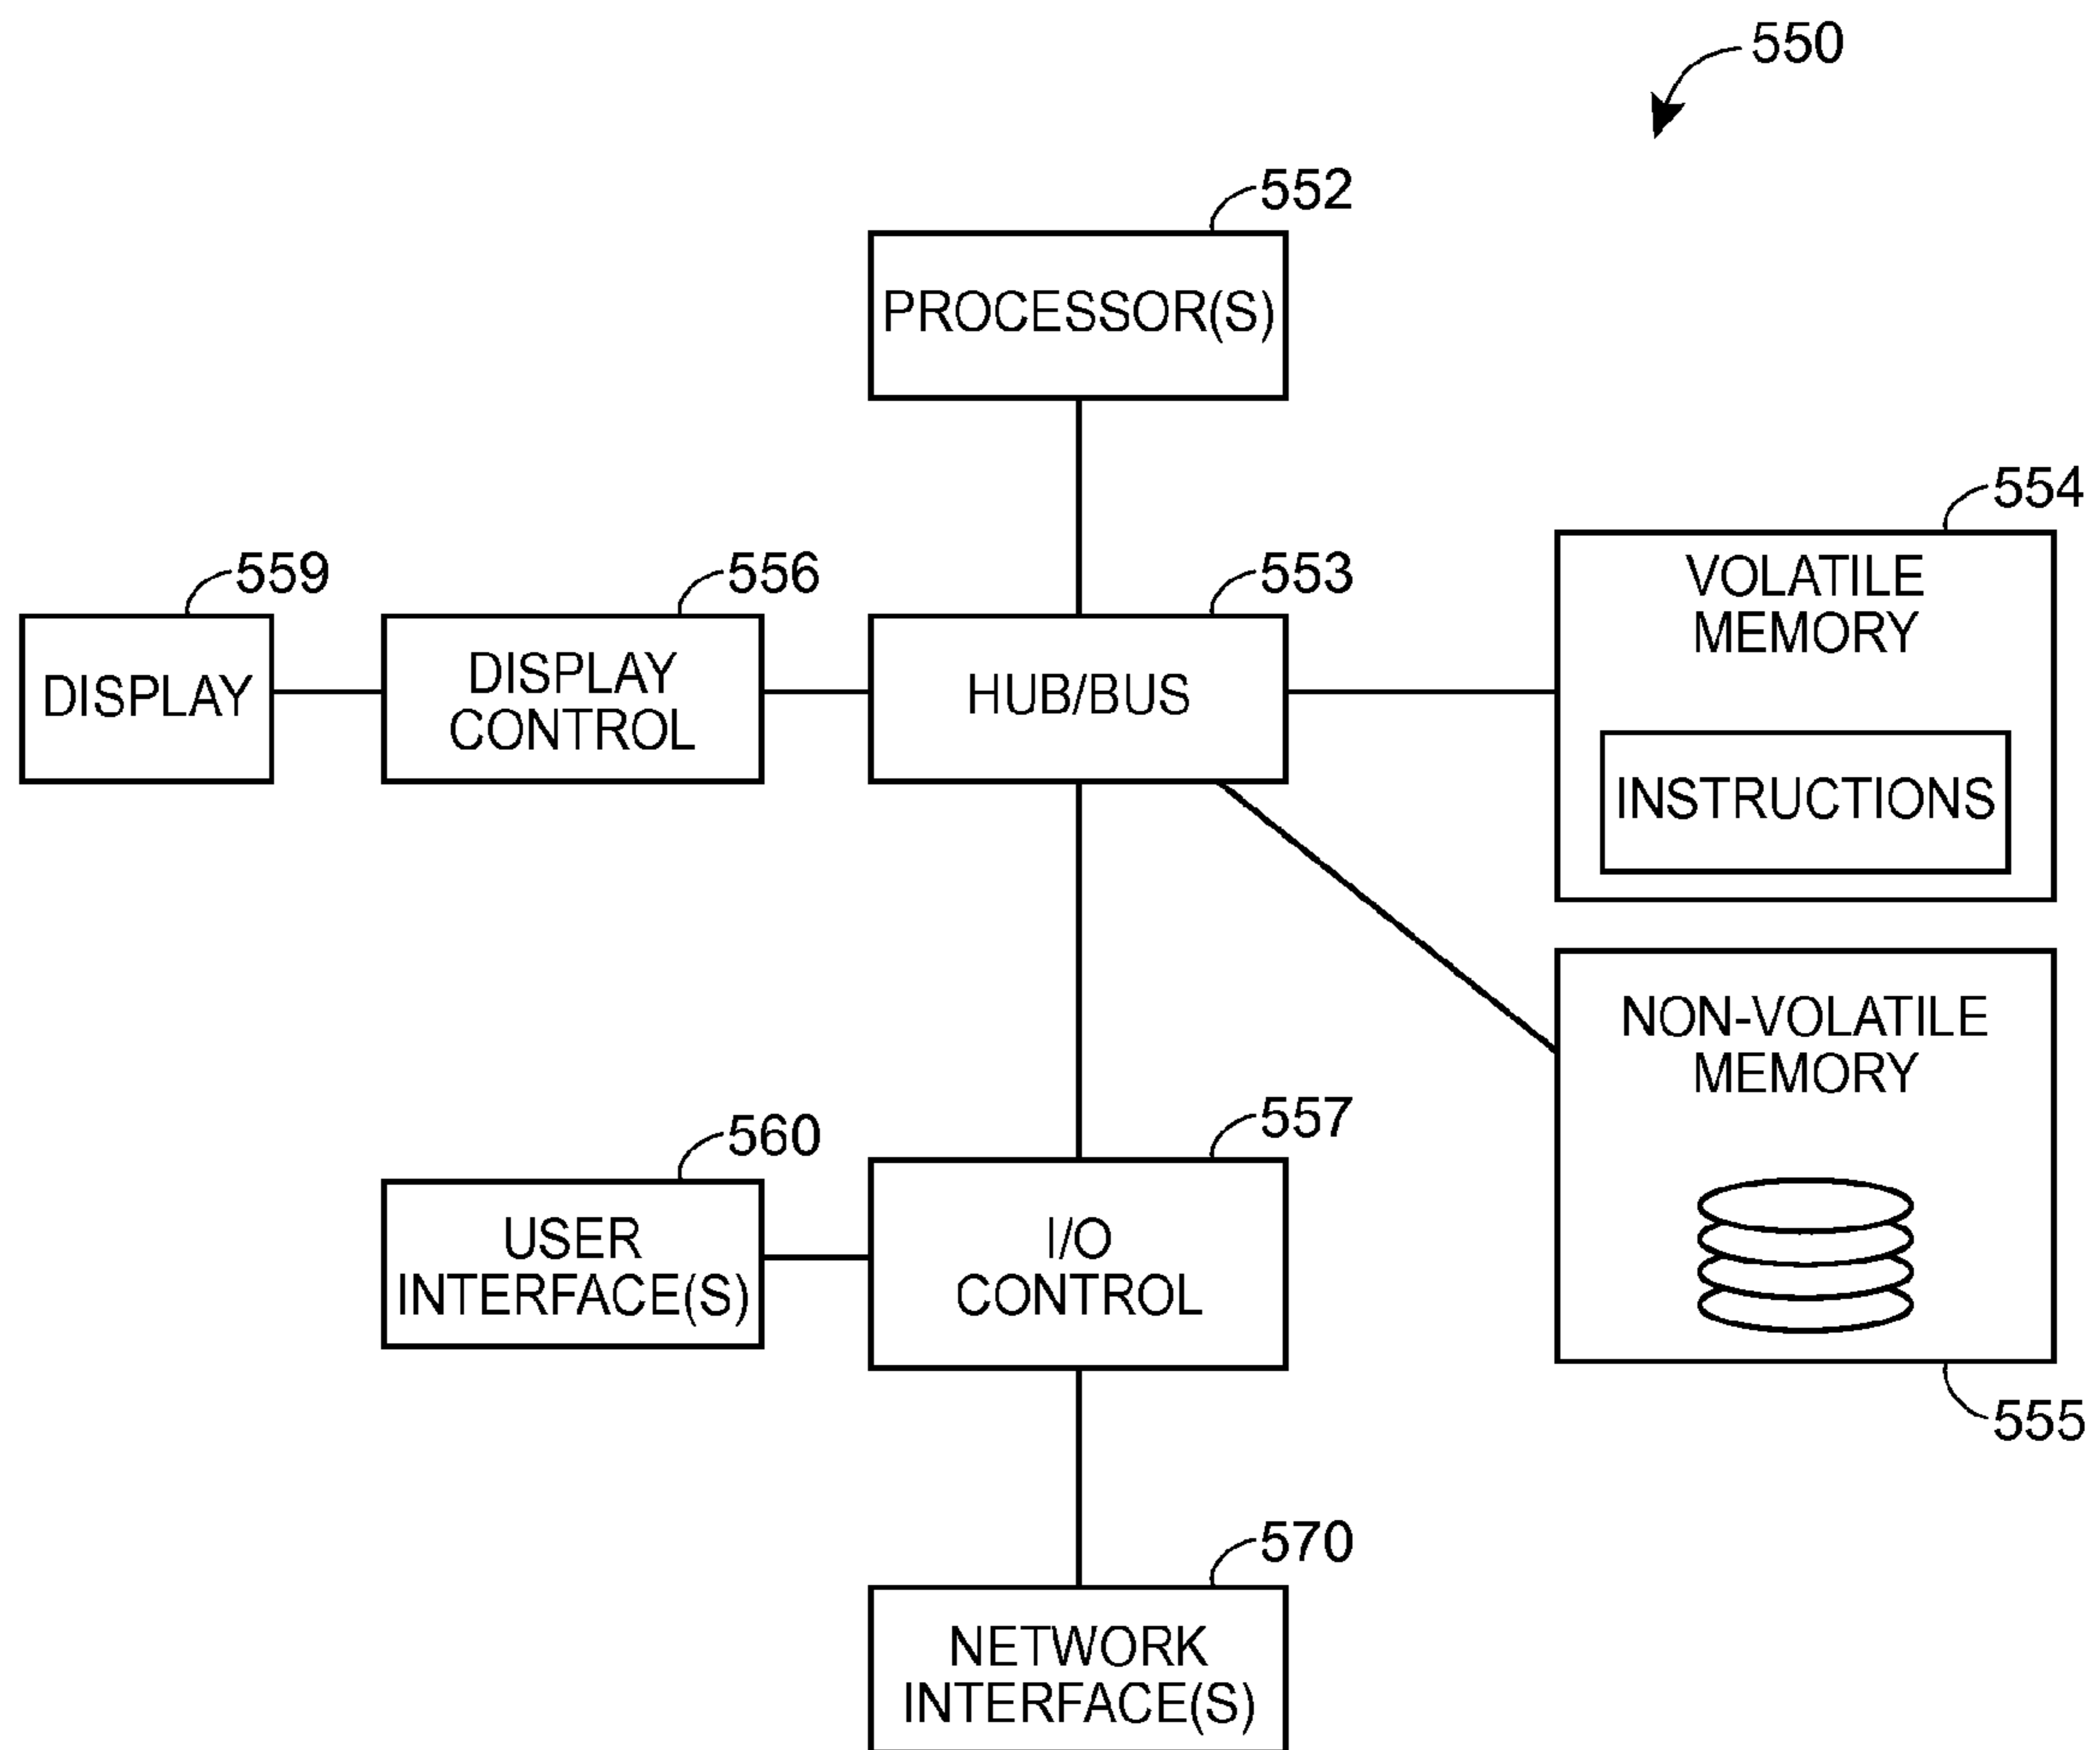 550
552
PROCESSOR(S)
554
VOLATILE
MEMORY
INSTRUCTIONS
559
DISPLAY
556
DISPLAY
CONTROL
553
HUB/BUS
NON-VOLATILE
MEMORY
555
560
USER
INTERFACE(S)
557
I/O
CONTROL
570
NETWORK
INTERFACE(S)